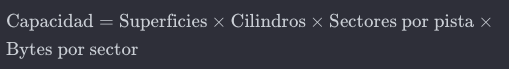 Capacidad = Superficies × Cilindros × Sectores por pista ×
Bytes por sector